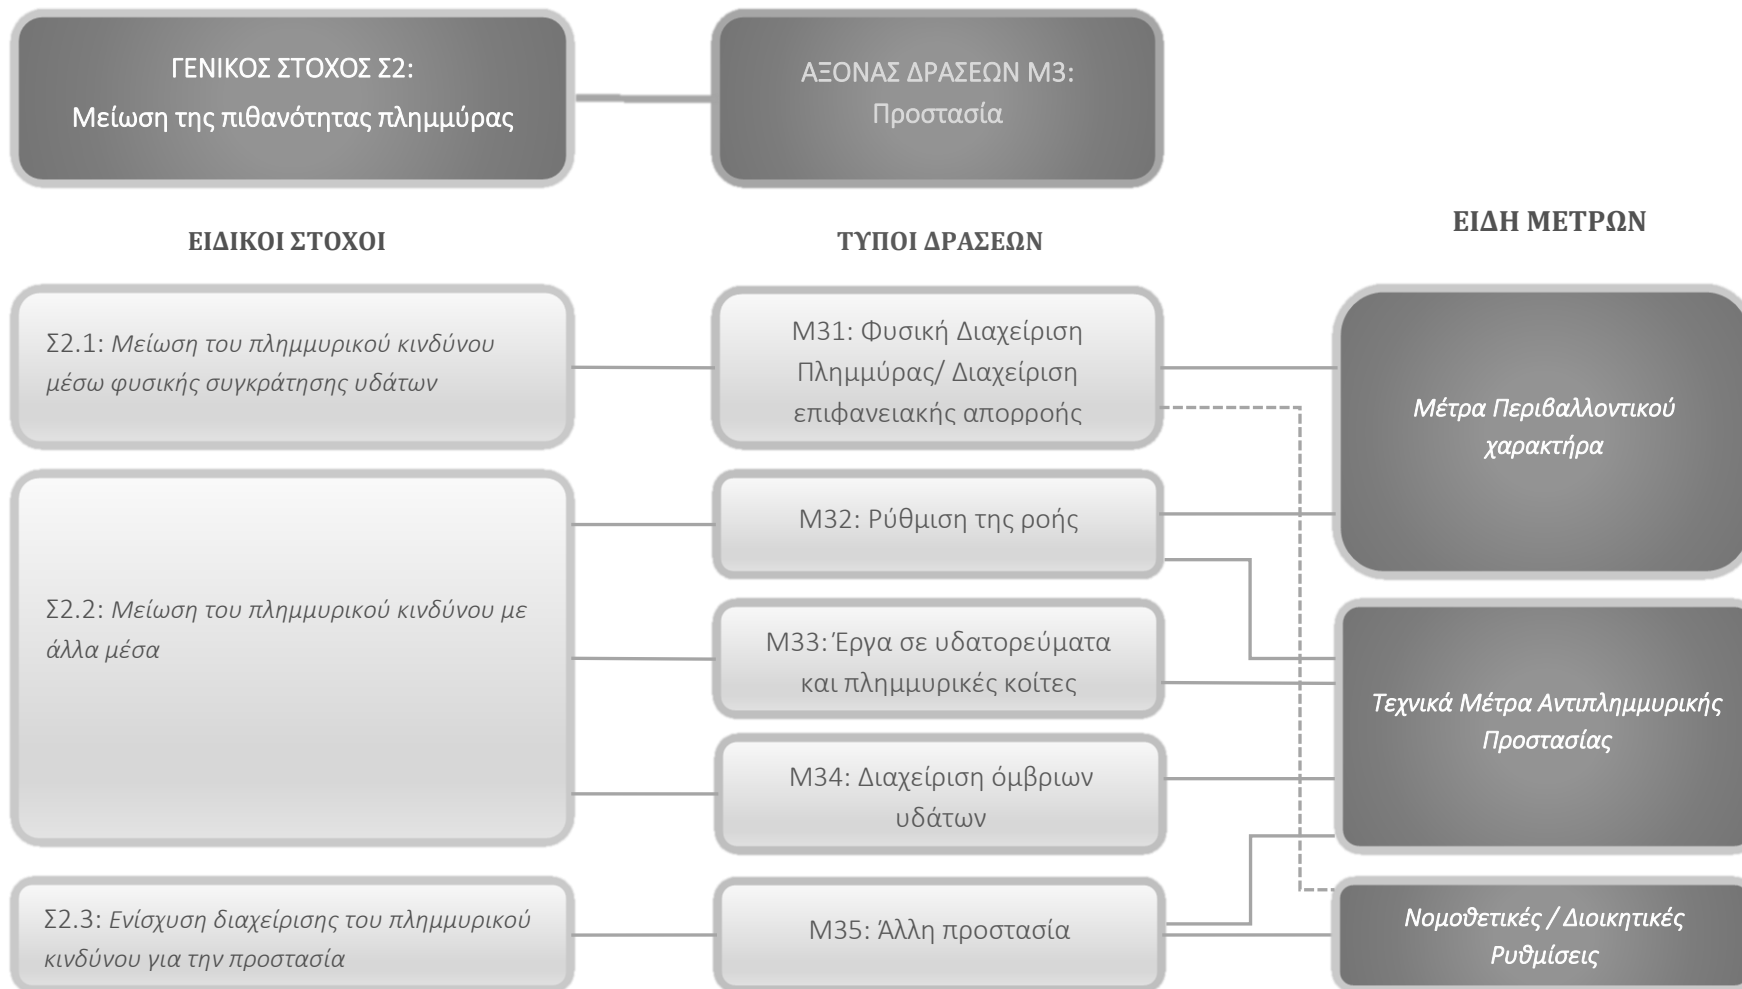 ΓΕΝΙΚΟΣ ΣΤΟΧΟΣ Σ2:
Μείωση της πιθανότητας πλημμύρας
ΑΞΟΝΑΣ ΔΡΑΣΕΩΝ Μ3:
Προστασία
ΕΙΔΙΚΟΙ ΣΤΟΧΟΙ
ΤΥΠΟΙ ΔΡΑΣΕΩΝ
ΕΙΔΗ ΜΕΤΡΩΝ
Σ2.1: Μείωση του πλημμυρικού κινδύνου
μέσω φυσικής συγκράτησης υδάτων
Μ31: Φυσική Διαχείριση
Πλημμύρας/ Διαχείριση
επιφανειακής απορροής
Μέτρα Περιβαλλοντικού
χαρακτήρα
Μ32: Ρύθμιση της ροής
Σ2.2: Μείωση του πλημμυρικού κινδύνου με
άλλα μέσα
Μ33: Έργα σε υδατορεύματα
και πλημμυρικές κοίτες
Τεχνικά Μέτρα Αντιπλημμυρικής
Προστασίας
Μ34: Διαχείριση όμβριων
υδάτων
Σ2.3: Ενίσχυση διαχείρισης του πλημμυρικού
κινδύνου για την προστασία
Μ35: Άλλη προστασία
Νομοθετικές / Διοικητικές
Ρυθμίσεις